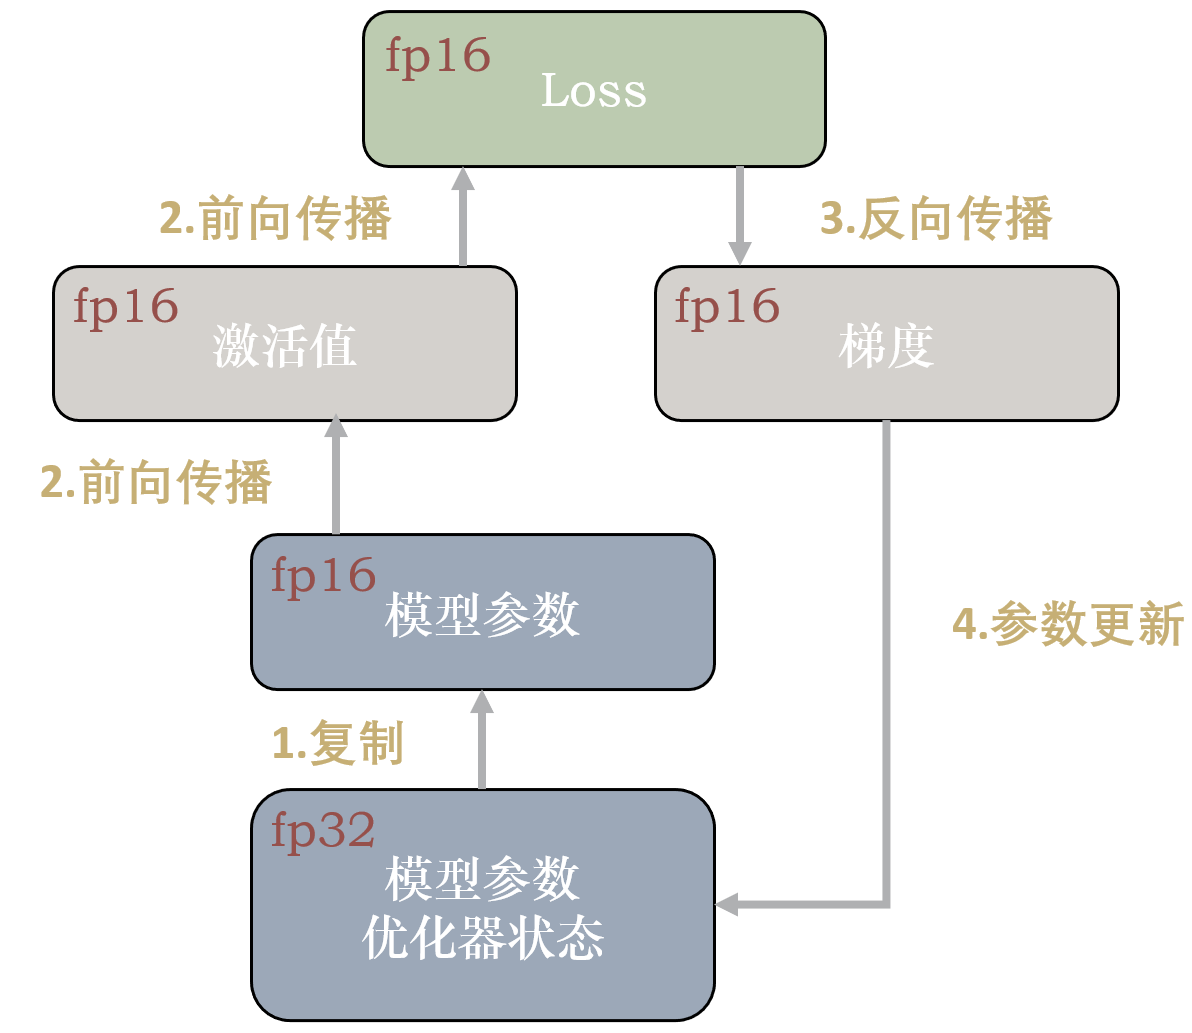 fp16
Loss
2.前向传播
3.反向传播
fp16
激活值
fp16
梯度
2.前向传播
fp16
模型参数
4.参数更新
1.复制
fp32
模型参数
优化器状态